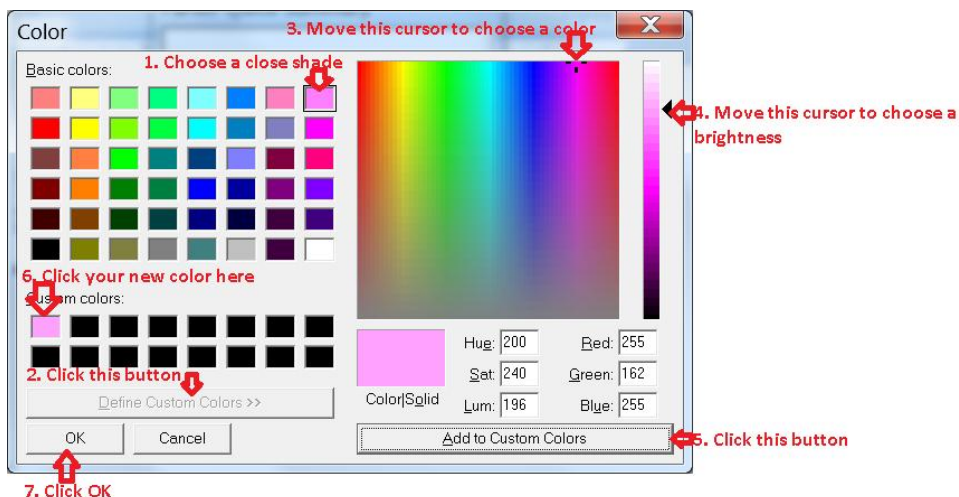 Color
3. Move this cursor to choose a color
Basic colors:
1. Choose a close shade
4. Move this cursor to choose a
brightness
6. Click your new color here
Custom colors:
2. Click this button
Define Custom Colors >>
OK
Cancel
Color|Solid
Hue: 200
Sat: 240
Lum: 196
Red: 255
Green: 162
Blue: 255
Add to Custom Colors
5. Click this button
7. Click OK